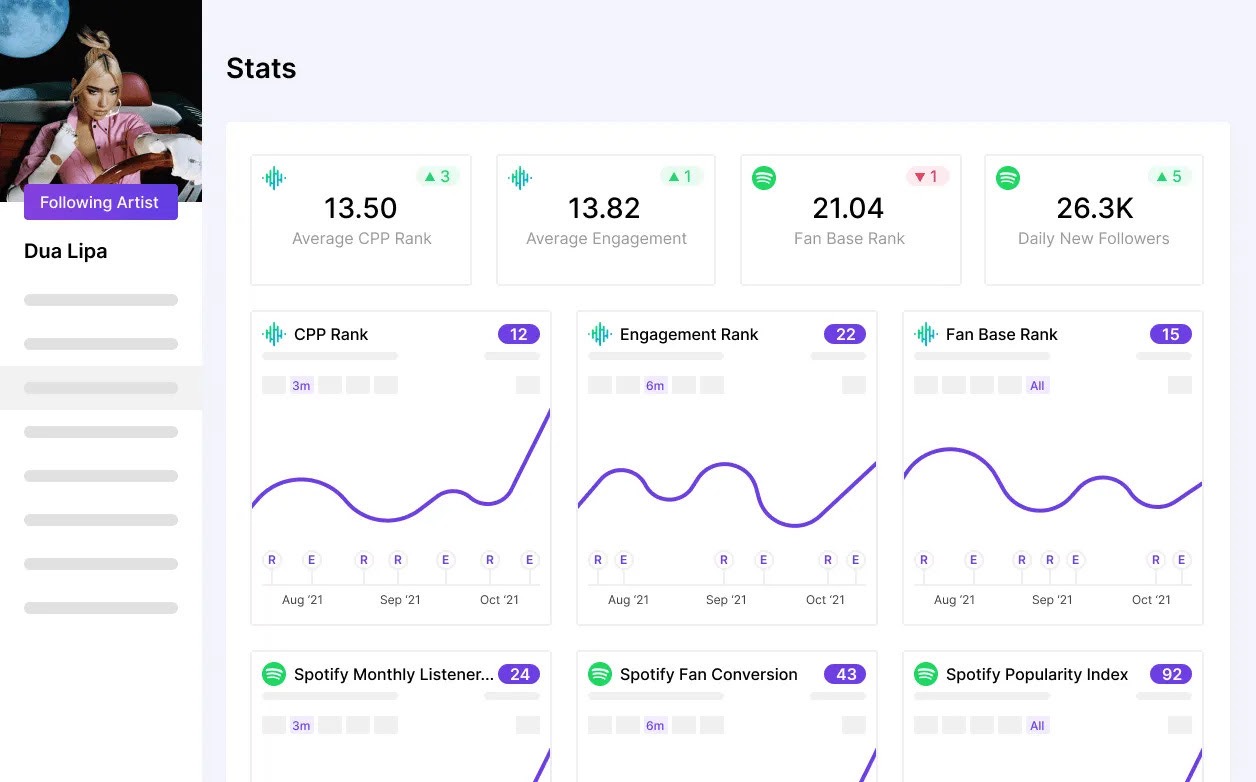 Stats
Following Artist
Dua Lipa
3
13.50
Average CPP Rank
1
13.82
Average Engagement
1
21.04
Fan Base Rank
5
26.3K
Daily New Followers
CPP Rank 12
3m
R E R R E R E
Aug ‘21 Sep ‘21 Oct ‘21
Engagement Rank 22
6m
R E R E R E
Aug ‘21 Sep ‘21 Oct ‘21
Fan Base Rank 15
All
R E R R E R E
Aug ‘21 Sep ‘21 Oct ‘21
Spotify Monthly Listener... 24
3m
Spotify Fan Conversion 43
6m
Spotify Popularity Index 92
All